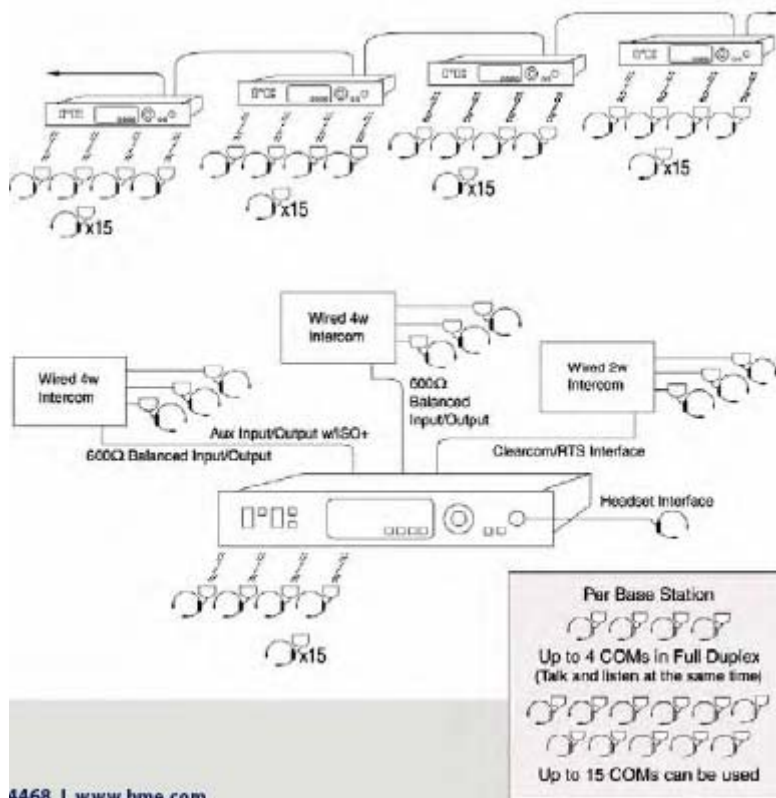 x15
x15
x15
x15
Wired 4w
Intercom
Wired 4w
Intercom
Wired 2w
Intercom
600Ω
Balanced
Input/Output
Aux Input/Output w/ISO+
600Ω Balanced Input/Output
Clearcom/RTS Interface
Headset Interface
x15
Per Base Station
Up to 4 COMs in Full Duplex
(Talk and listen at the same time)
Up to 15 COMs can be used
4468 | www.hme.com